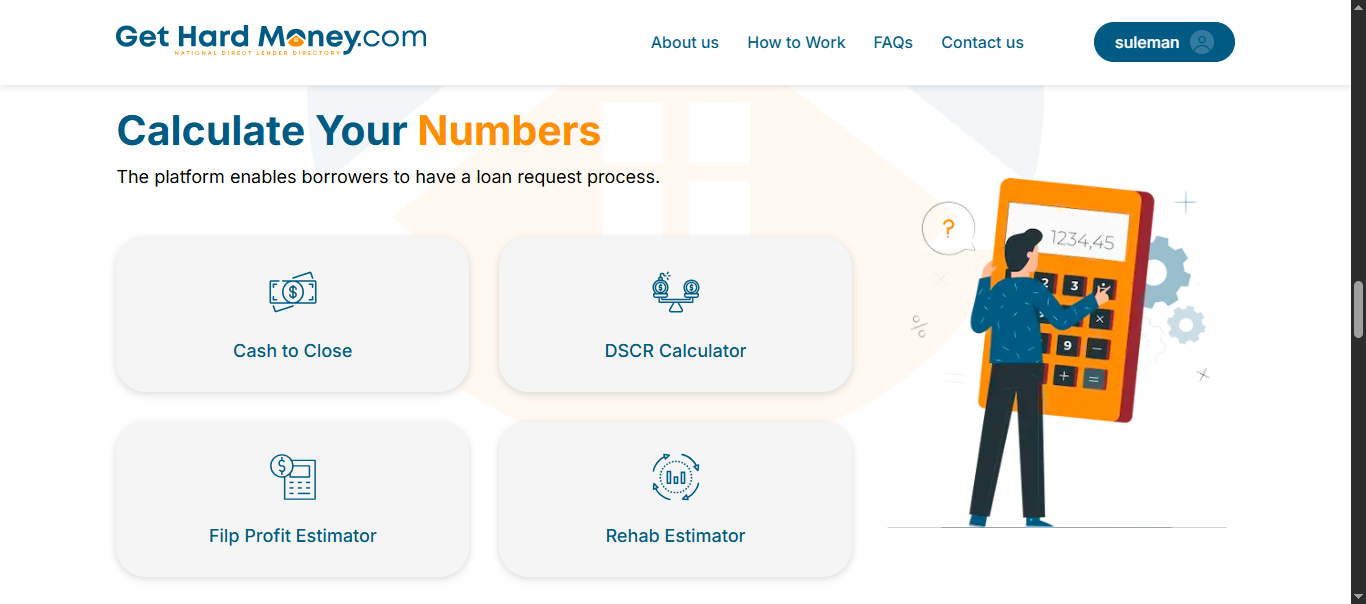 Get Hard Money.com
NATIONAL DIRECT LENDER DIRECTORY
About us
How to Work
FAQs
Contact us
suleman
Calculate Your Numbers
The platform enables borrowers to have a loan request process.
Cash to Close
DSCR Calculator
Filp Profit Estimator
Rehab Estimator
?
1234,45
2 3 ÷
×
9 −
+ =
%